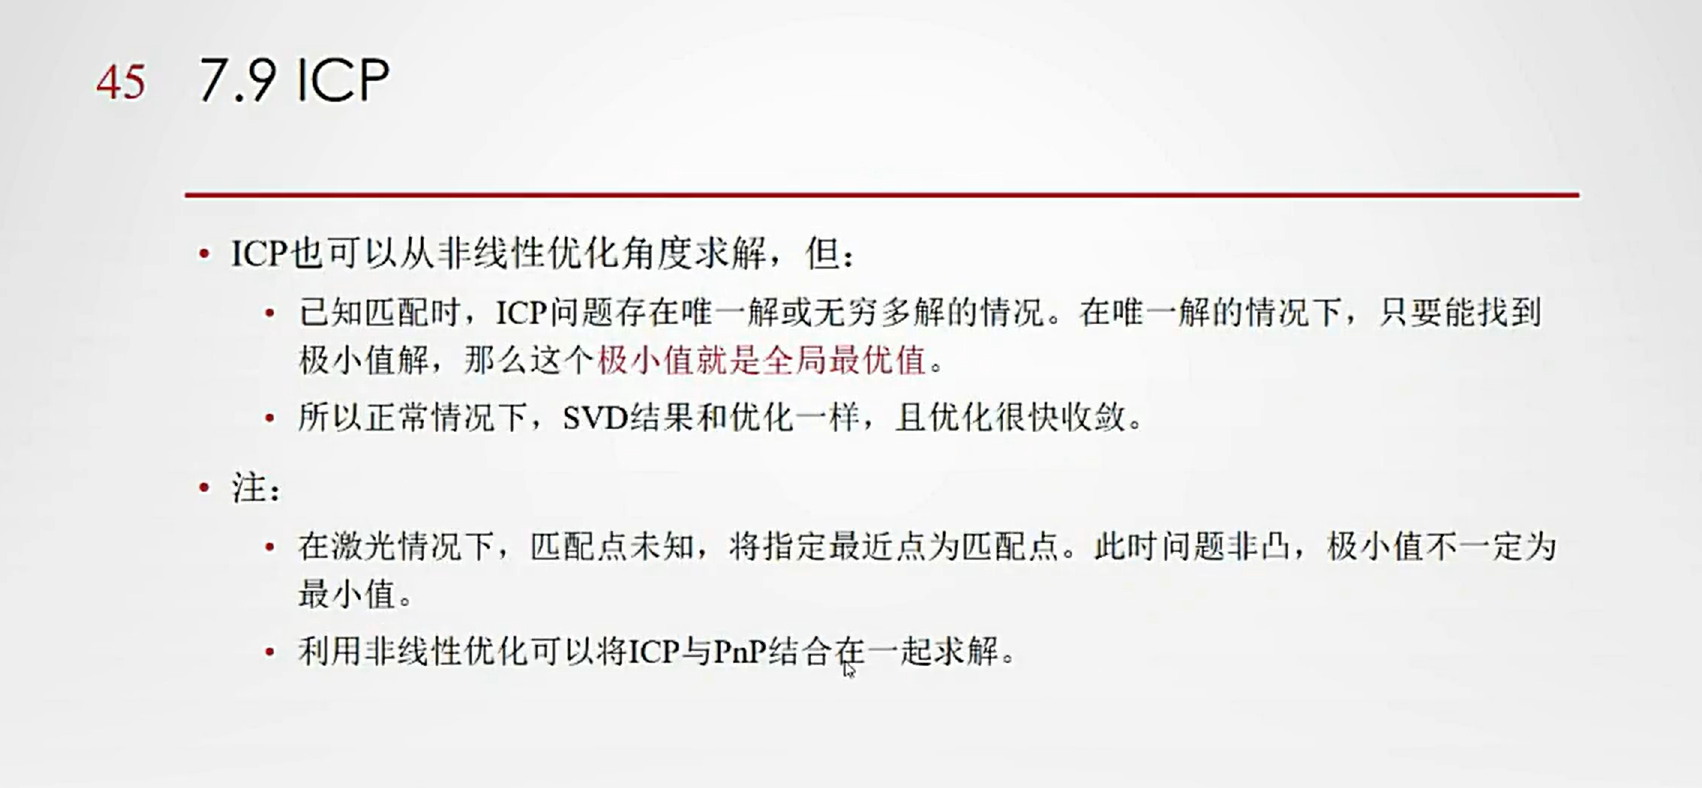 45 7.9 ICP
• ICP也可以从非线性优化角度求解，但：
• 已知匹配时，ICP问题存在唯一解或无穷多解的情况。在唯一解的情况下，只要能找到
极小值解，那么这个极小值就是全局最优值。
• 所以正常情况下，SVD结果和优化一样，且优化很快收敛。
• 注：
• 在激光情况下，匹配点未知，将指定最近点为匹配点。此时问题非凸，极小值不一定为
最小值。
• 利用非线性优化可以将ICP与PnP结合在一起求解。